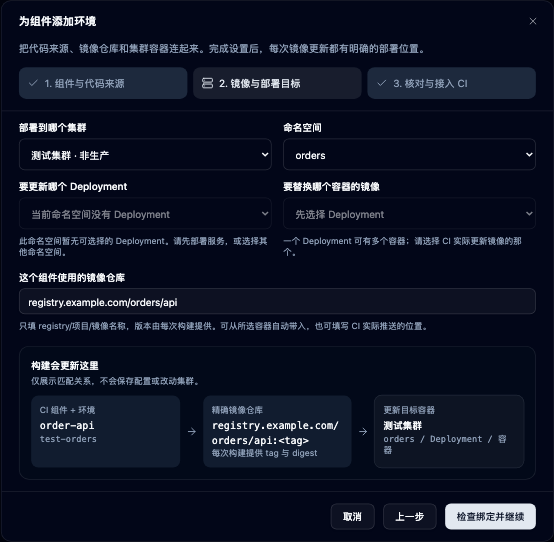 为组件添加环境
把代码来源、镜像仓库和集群容器连起来。完成设置后，每次镜像更新都有明确的部署位置。
1. 组件与代码来源
2. 镜像与部署目标
3. 核对与接入 CI
部署到哪个集群
命名空间
测试集群 · 非生产
orders
要更新哪个 Deployment
要替换哪个容器的镜像
当前命名空间没有 Deployment
先选择 Deployment
此命名空间暂无可选择的 Deployment。请先部署服务，或选择其
他命名空间。
一个 Deployment 可有多个容器；请选择 CI 实际更新镜像的那
个。
这个组件使用的镜像仓库
registry.example.com/orders/api
只填 registry/项目/镜像名称，版本由每次构建提供。可从所选容器自动带入，也可填写 CI 实际推送的位置。
构建会更新这里
仅展示匹配关系，不会保存配置或改动集群。
CI 组件 + 环境
order-api
test-orders
精确镜像仓库
registry.example.com/
orders/api:<tag>
每次构建提供 tag 与 digest
更新目标容器
测试集群
orders / Deployment / 容
器
取消
上一步
检查绑定并继续